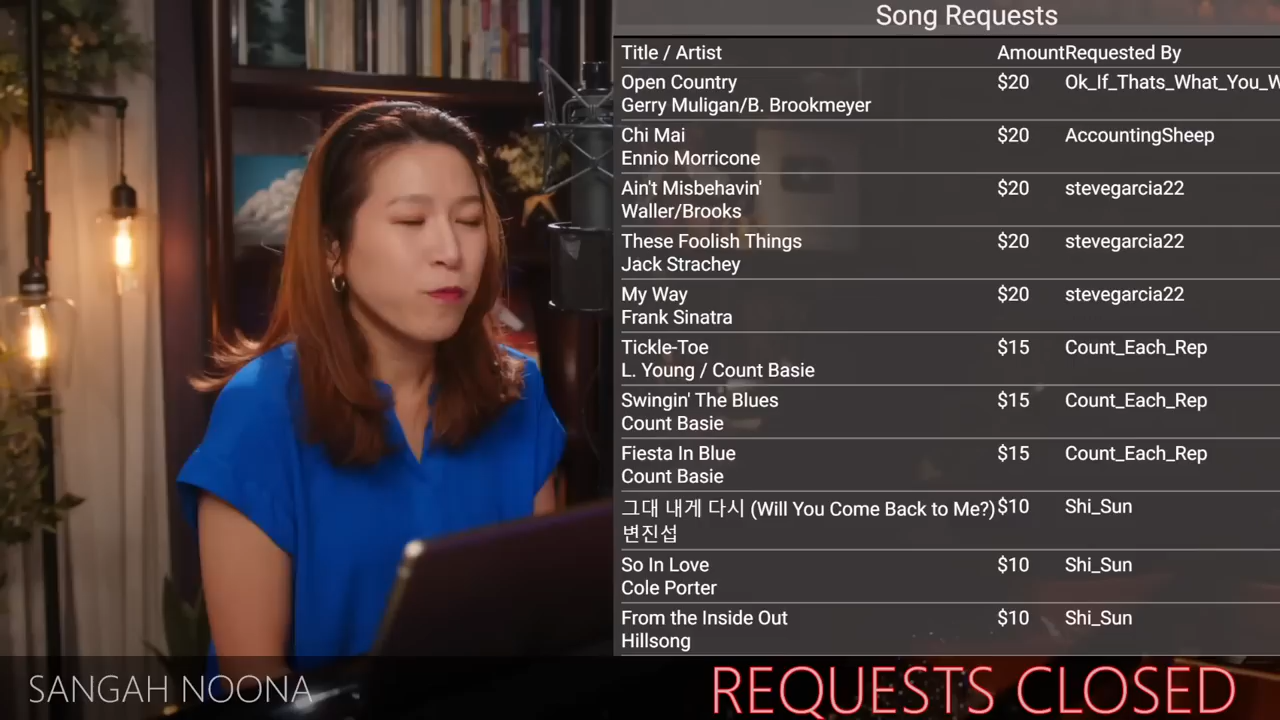 Song Requests
Title / Artist Amount Requested By
Open Country $20 Ok_If_Thats_What_You_W
Gerry Muligan/B. Brookmeyer
Chi Mai $20 AccountingSheep
Ennio Morricone
Ain't Misbehavin' $20 stevegarcia22
Waller/Brooks
These Foolish Things $20 stevegarcia22
Jack Strachey
My Way $20 stevegarcia22
Frank Sinatra
Tickle-Toe $15 Count_Each_Rep
L. Young / Count Basie
Swingin' The Blues $15 Count_Each_Rep
Count Basie
Fiesta In Blue $15 Count_Each_Rep
Count Basie
그대 내게 다시 (Will You Come Back to Me?) $10 Shi_Sun
변진섭
So In Love $10 Shi_Sun
Cole Porter
From the Inside Out $10 Shi_Sun
Hillsong
SANGAH NOONA
REQUESTS CLOSED